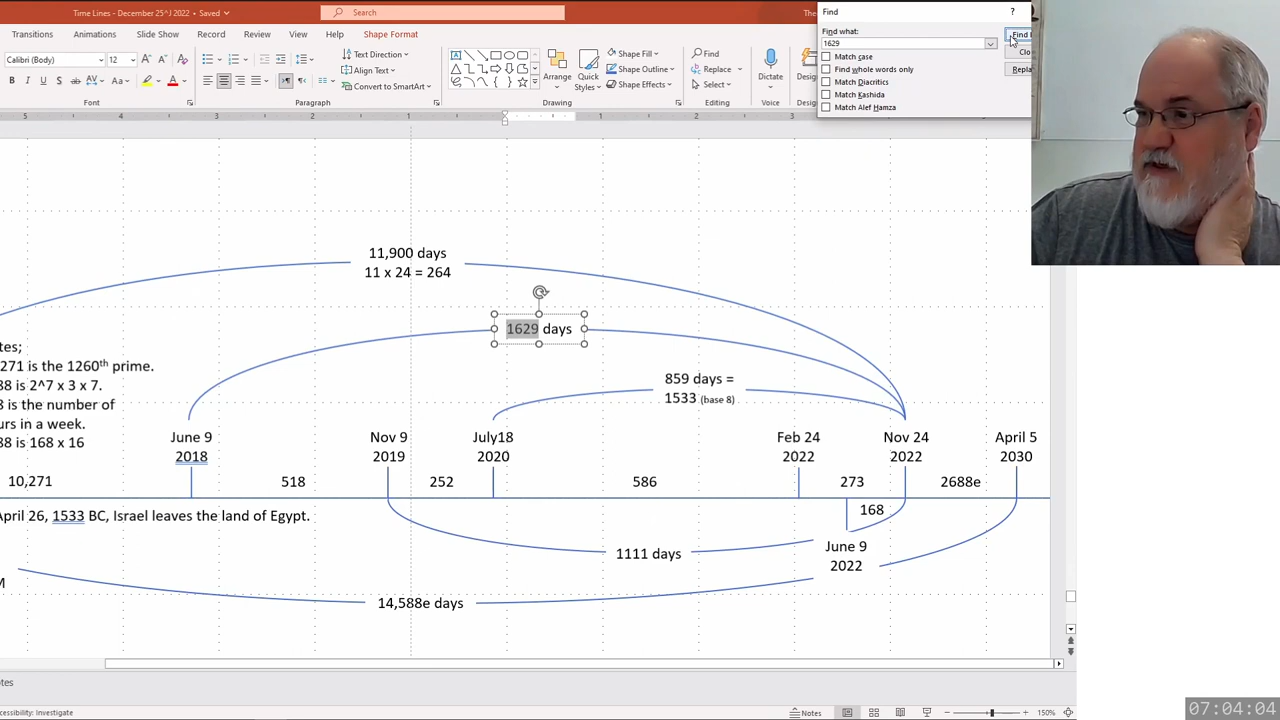 Time Lines - December 25^J 2022 • Saved
Search
Find
?
Transitions
Animations
Slide Show
Record
Review
View
Help
Shape Format
Find what:
1629
Match case
Find whole words only
Match Diacritics
Match Kashida
Match Alef Hamza
Calibri (Body)
Text Direction
Align Text
Convert to SmartArt
Arrange
Quick
Styles
Shape Fill
Shape Outline
Shape Effects
Find
Replace
Select
Dictate
Font
Paragraph
Drawing
Editing
Voice
11,900 days
11 x 24 = 264
1629 days
859 days =
1533 (base 8)
tes;
271 is the 1260th prime.
88 is 2^7 x 3 x 7.
8 is the number of
urs in a week.
88 is 168 x 16
June 9
2018
Nov 9
2019
July18
2020
Feb 24
2022
Nov 24
2022
April 5
2030
10,271
518
252
586
273
2688e
168
April 26, 1533 BC, Israel leaves the land of Egypt.
1111 days
June 9
2022
M
14,588e days
otes
ccessibility: Investigate
Notes
150%
07:04:04